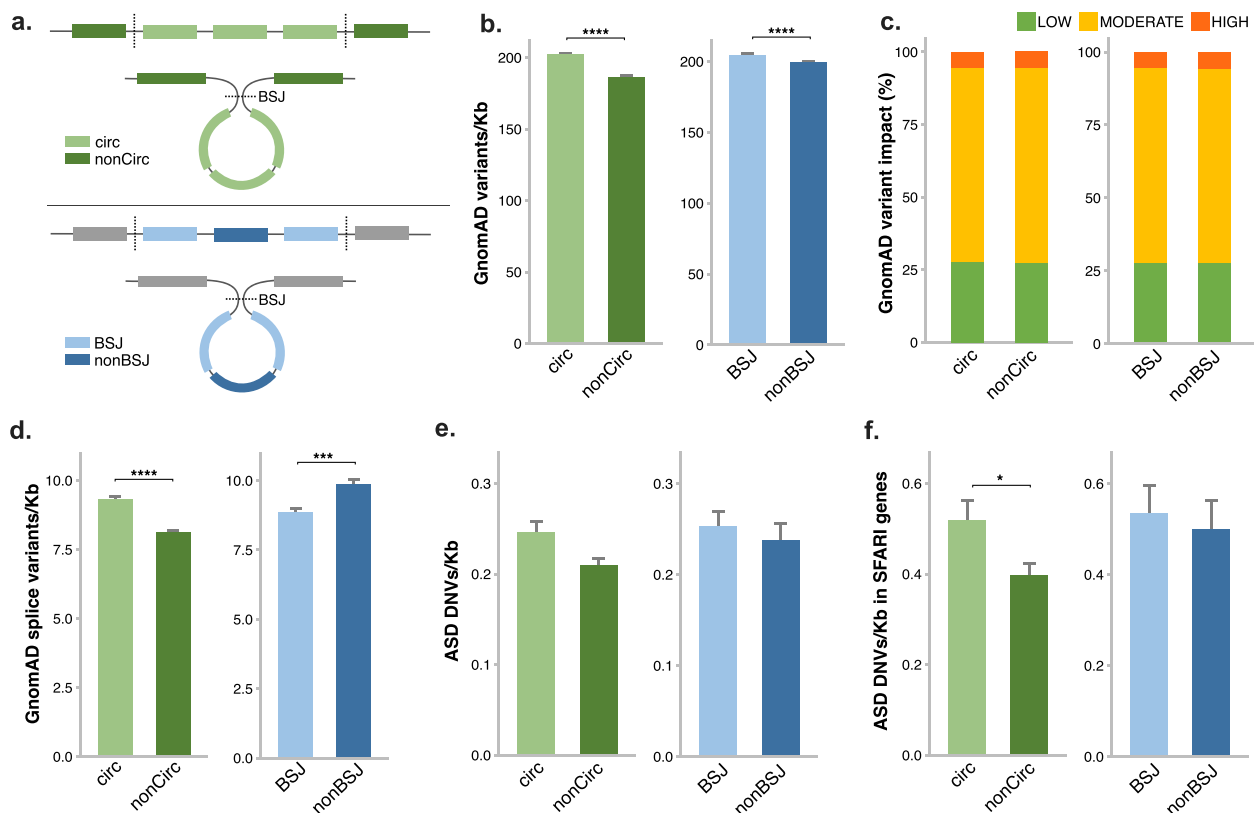 a.
BSJ
circ
nonCirc
BSJ
BSJ
nonBSJ
b.
GnomAD variants/Kb
200
150
100
50
0
****
circ
nonCirc
200
150
100
50
0
****
BSJ
nonBSJ
c.
LOW MODERATE HIGH
GnomAD variant impact (%)
100
75
50
25
0
circ
nonCirc
100
75
50
25
0
BSJ
nonBSJ
d.
GnomAD splice variants/Kb
10.0
7.5
5.0
2.5
0.0
****
circ
nonCirc
10.0
7.5
5.0
2.5
0.0
***
BSJ
nonBSJ
e.
ASD DNVs/Kb
0.3
0.2
0.1
0.0
circ
nonCirc
0.3
0.2
0.1
0.0
BSJ
nonBSJ
f.
ASD DNVs/Kb in SFARI genes
0.6
0.4
0.2
0.0
*
circ
nonCirc
0.6
0.4
0.2
0.0
BSJ
nonBSJ